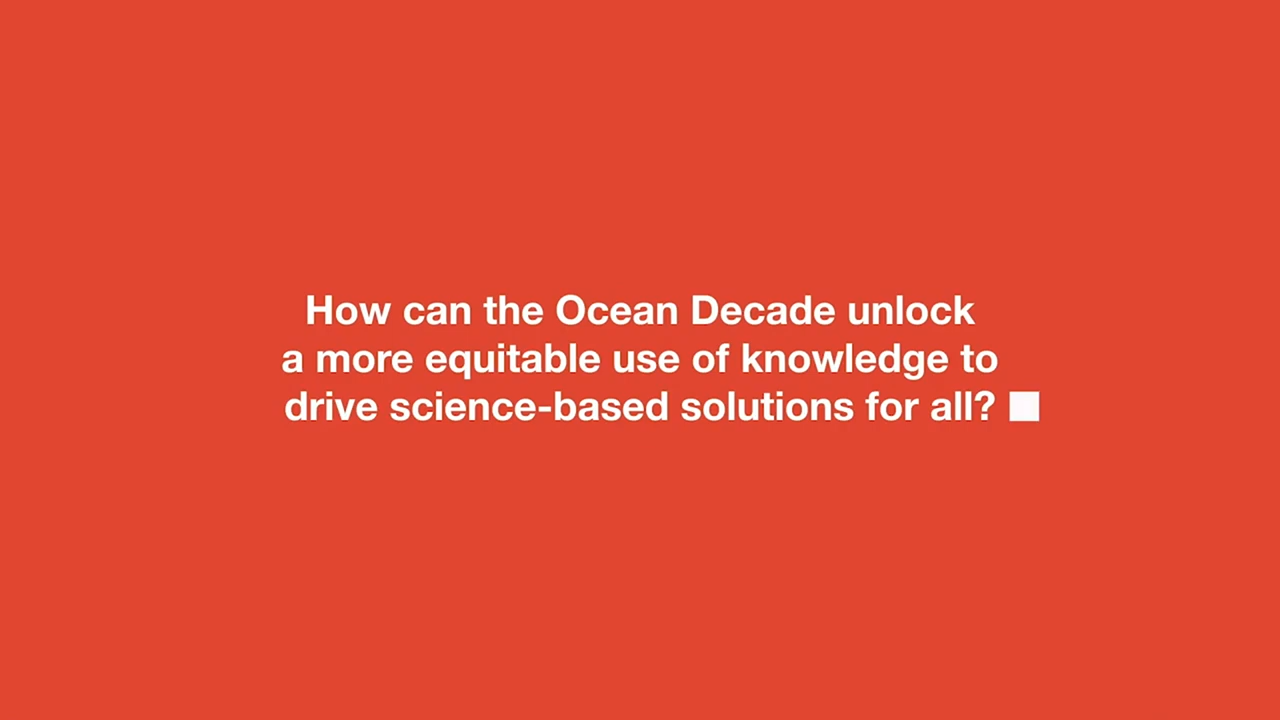 How can the Ocean Decade unlock
a more equitable use of knowledge to
drive science-based solutions for all?